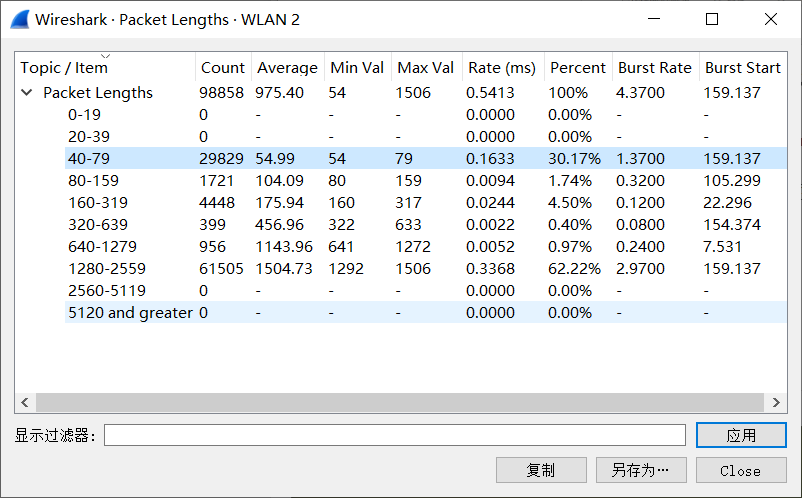 Wireshark · Packet Lengths · WLAN 2
Topic / Item Count Average Min Val Max Val Rate (ms) Percent Burst Rate Burst Start
Packet Lengths 98858 975.40 54 1506 0.5413 100% 4.3700 159.137
0-19 0 - - - 0.0000 0.00% - -
20-39 0 - - - 0.0000 0.00% - -
40-79 29829 54.99 54 79 0.1633 30.17% 1.3700 159.137
80-159 1721 104.09 80 159 0.0094 1.74% 0.3200 105.299
160-319 4448 175.94 160 317 0.0244 4.50% 0.1200 22.296
320-639 399 456.96 322 633 0.0022 0.40% 0.0800 154.374
640-1279 956 1143.96 641 1272 0.0052 0.97% 0.2400 7.531
1280-2559 61505 1504.73 1292 1506 0.3368 62.22% 2.9700 159.137
2560-5119 0 - - - 0.0000 0.00% - -
5120 and greater 0 - - - 0.0000 0.00% - -
显示过滤器: 应用
复制 另存为… Close